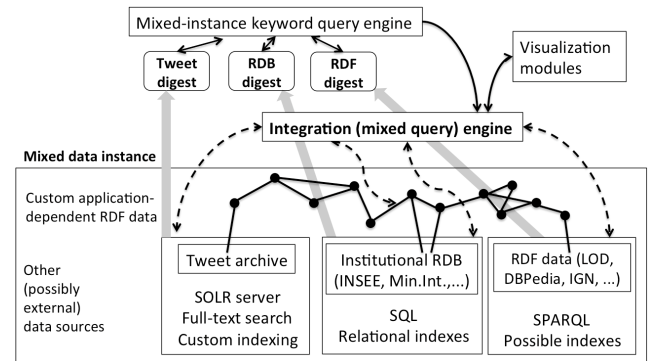 Mixed-instance keyword query engine
Tweet
digest
RDB
digest
RDF
digest
Visualization
modules
Integration (mixed query) engine
Mixed data instance
Custom application-
dependent RDF data
Other
(possibly
external)
data sources
Tweet archive
SOLR server
Full-text search
Custom indexing
Institutional RDB
(INSEE, Min.Int.,...)
SQL
Relational indexes
RDF data (LOD,
DBPedia, IGN, ...)
SPARQL
Possible indexes